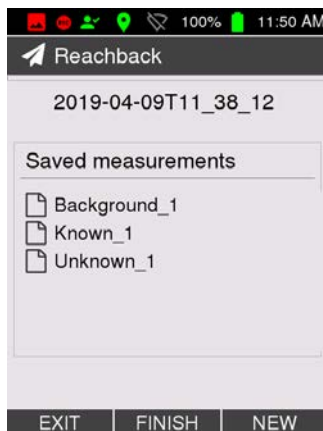 100% 11:50 AM
Reachback
2019-04-09T11_38_12
Saved measurements
Background_1
Known_1
Unknown_1
EXIT FINISH NEW